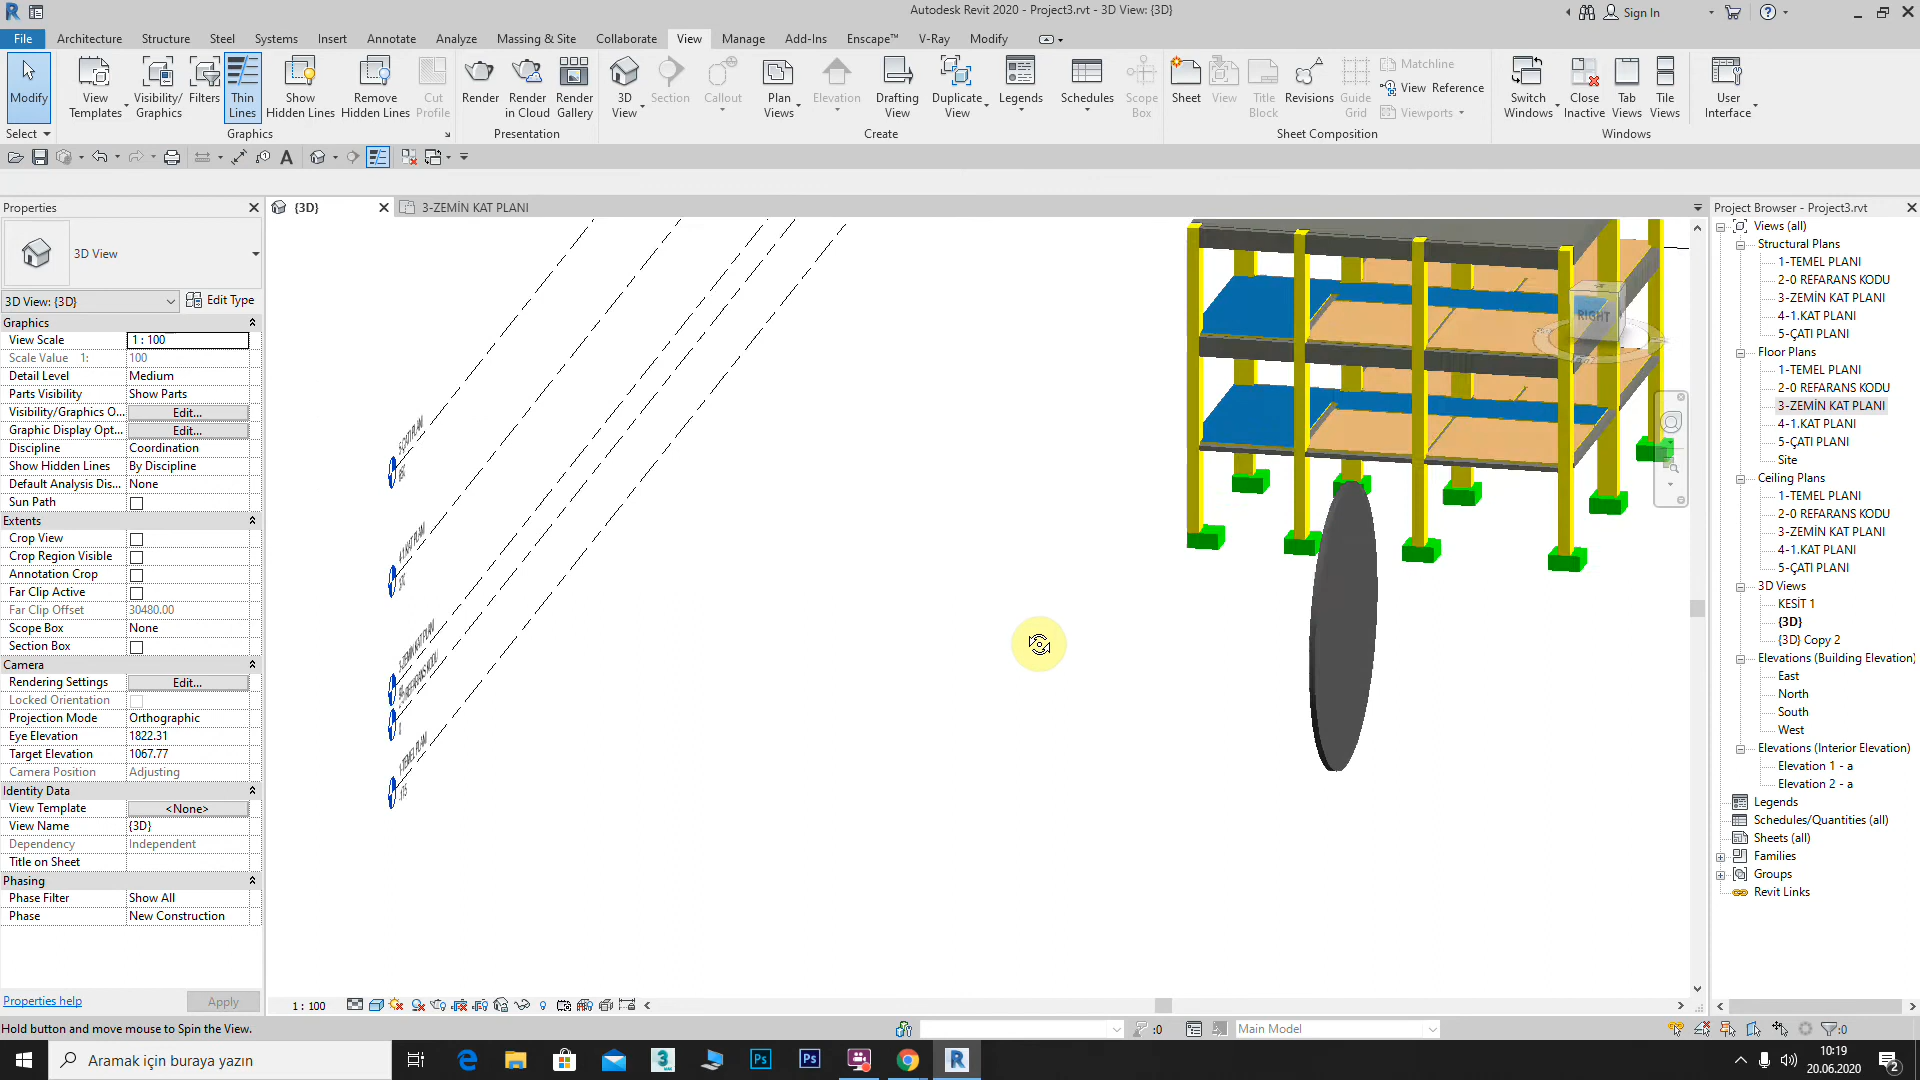 Autodesk Revit 2020 - Project3.rvt - 3D View: {3D}
Sign In
File Architecture Structure Steel Systems Insert Annotate Analyze Massing & Site Collaborate View Manage Add-Ins Enscape™ V-Ray Modify
Modify
View Templates
Visibility/ Graphics
Filters
Thin Lines
Show Hidden Lines
Remove Hidden Lines
Cut Profile
Render
Render in Cloud
Render Gallery
3D View
Section
Callout
Plan Views
Elevation
Drafting View
Duplicate View
Legends
Schedules
Scope Box
Sheet
View
Title Block
Revisions
Guide Grid
Matchline
View Reference
Viewports
Switch Windows
Close Inactive
Tab Views
Tile Views
User Interface
Select
Graphics
Presentation
Create
Sheet Composition
Windows
Properties
{3D}
3-ZEMİN KAT PLANI
Project Browser - Project3.rvt
3D View
3D View: {3D}
Edit Type
Graphics
View Scale 1 : 100
Scale Value 1: 100
Detail Level Medium
Parts Visibility Show Parts
Visibility/Graphics O... Edit...
Graphic Display Opt... Edit...
Discipline Coordination
Show Hidden Lines By Discipline
Default Analysis Dis... None
Sun Path
Extents
Crop View
Crop Region Visible
Annotation Crop
Far Clip Active
Far Clip Offset 30480.00
Scope Box None
Section Box
Camera
Rendering Settings Edit...
Locked Orientation
Projection Mode Orthographic
Eye Elevation 1822.31
Target Elevation 1067.77
Camera Position Adjusting
Identity Data
View Template <None>
View Name {3D}
Dependency Independent
Title on Sheet
Phasing
Phase Filter Show All
Phase New Construction
Properties help
Apply
RIGHT
Views (all)
Structural Plans
1-TEMEL PLANI
2-0 REFARANS KODU
3-ZEMİN KAT PLANI
4-1.KAT PLANI
5-ÇATI PLANI
Floor Plans
1-TEMEL PLANI
2-0 REFARANS KODU
3-ZEMİN KAT PLANI
4-1.KAT PLANI
5-ÇATI PLANI
Site
Ceiling Plans
1-TEMEL PLANI
2-0 REFARANS KODU
3-ZEMİN KAT PLANI
4-1.KAT PLANI
5-ÇATI PLANI
3D Views
KESİT 1
{3D}
{3D} Copy 2
Elevations (Building Elevation)
East
North
South
West
Elevations (Interior Elevation)
Elevation 1 - a
Elevation 2 - a
Legends
Schedules/Quantities (all)
Sheets (all)
Families
Groups
Revit Links
1 : 100
Hold button and move mouse to Spin the View.
:0
Main Model
:0
Aramak için buraya yazın
10:19
20.06.2020
2